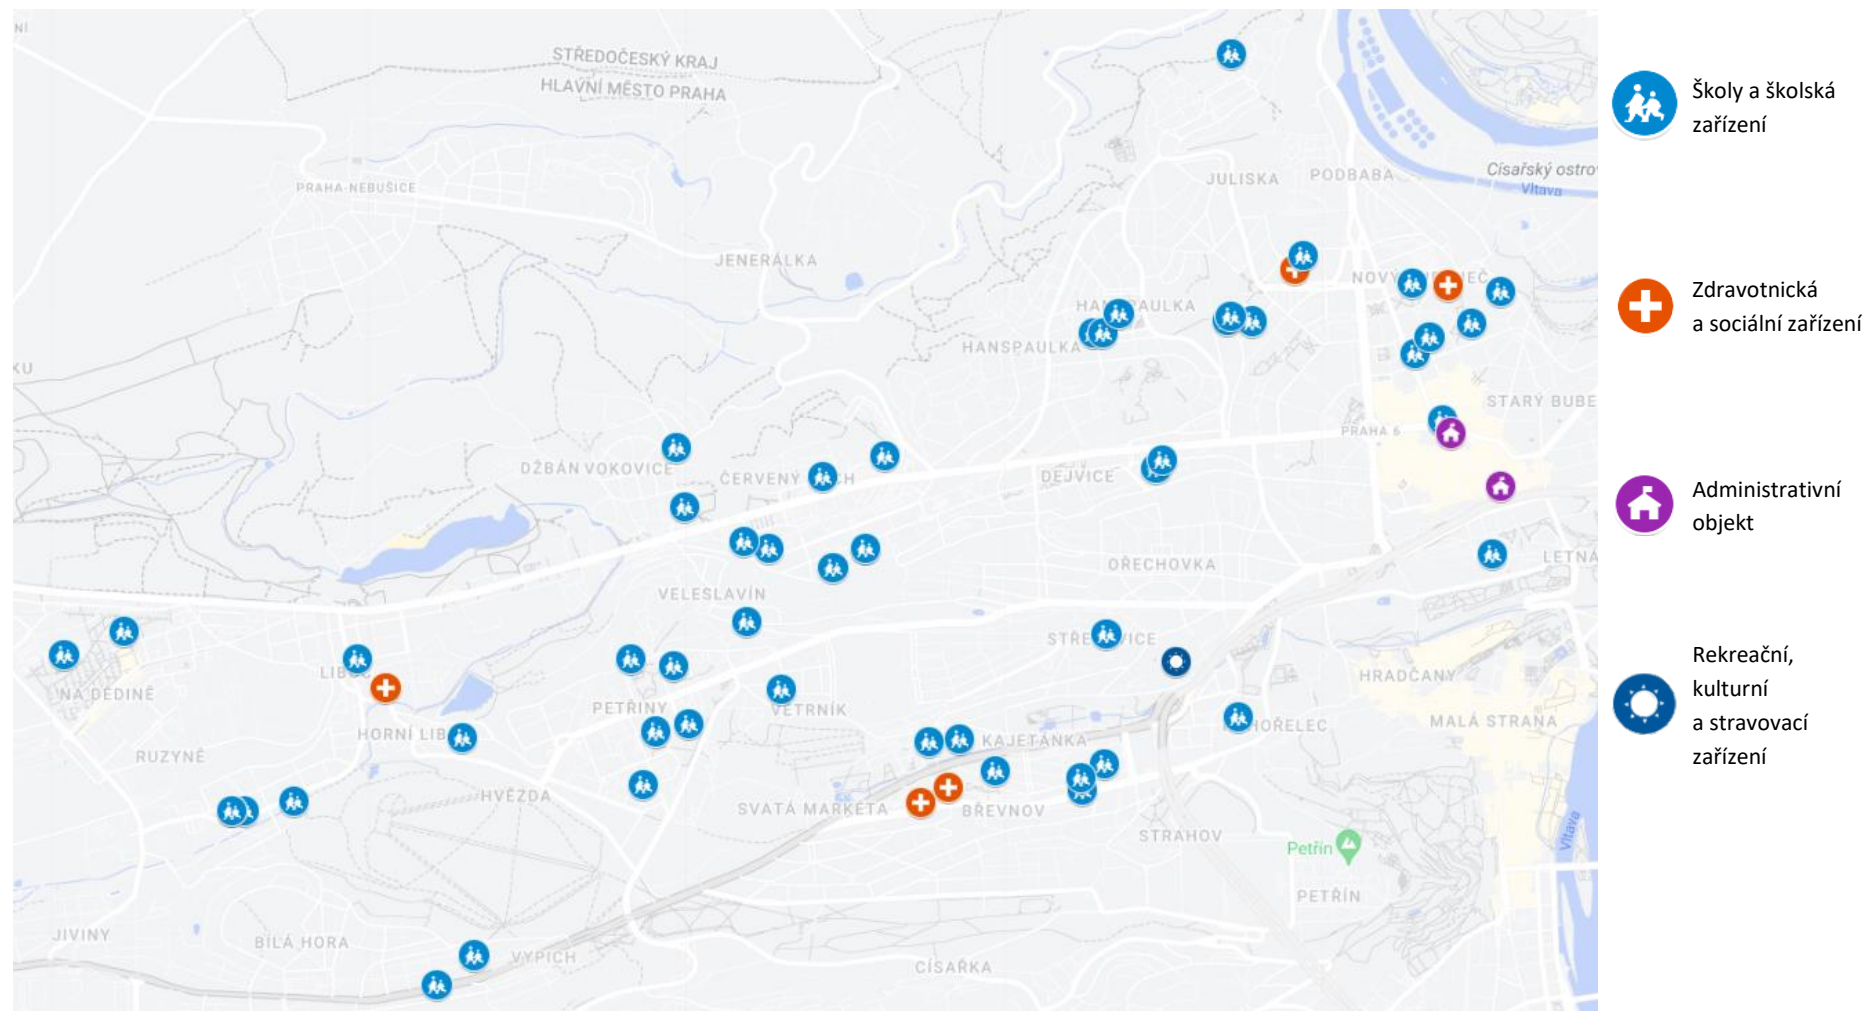 NÍ
STŘEDOČESKÝ KRAJ
HLAVNÍ MĚSTO PRAHA
PRAHA-NEBUŠICE
JENERÁLKA
JULISKA
PODBABA
Císařský ostro
Vltava
HANSPAULKA
KU
STARÝ BUBE
PRAHA 6
DŽBÁN VOKOVICE
DEJVICE
OŘECHOVKA
LETNÁ
VELESLAVÍN
NA DĚDINĚ
PETŘINY
VĚTRNÍK
HRADČANY
MALÁ STRANA
RUZYNĚ
KAJETÁNKA
HVĚZDA
SVATÁ MARKÉTA
BŘEVNOV
STRAHOV
Petřín
Vltava
PETŘÍN
JIVINY
BÍLÁ HORA
VYPICH
CÍSAŘKA
Školy a školská
zařízení
Zdravotnická
a sociální zařízení
Administrativní
objekt
Rekreační,
kulturní
a stravovací
zařízení